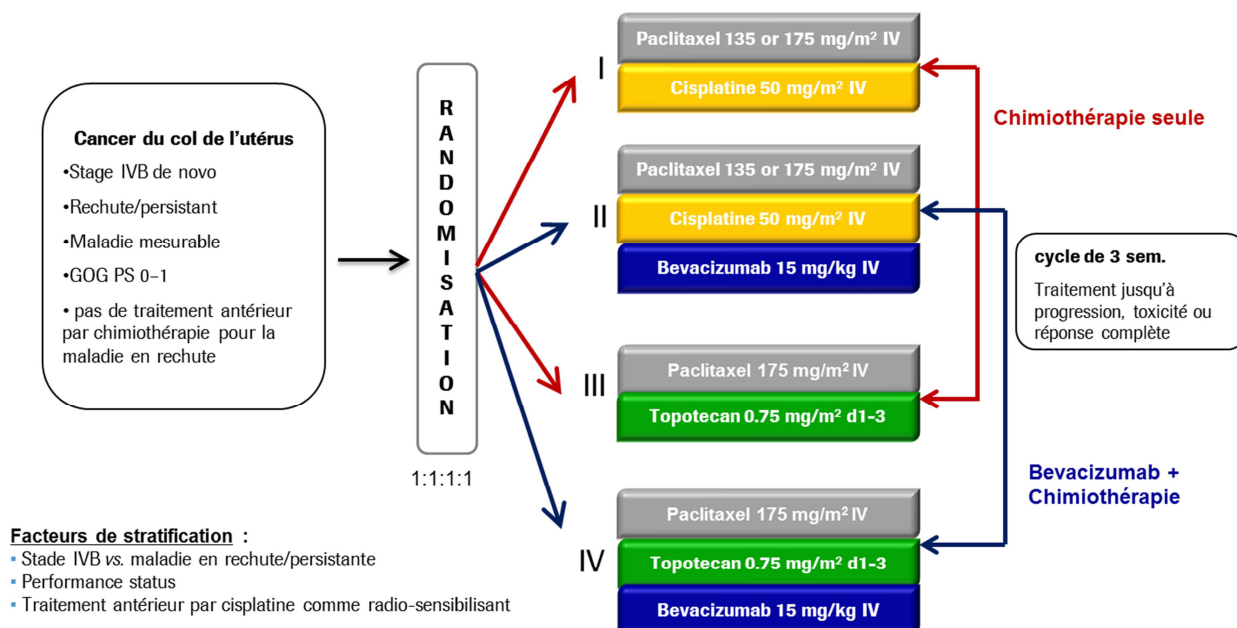 Cancer du col de l'utérus
•Stage IVB de novo
•Rechute/persistant
•Maladie mesurable
•GOG PS 0–1
• pas de traitement antérieur
par chimiothérapie pour la
maladie en rechute
RANDOMISATION
1:1:1:1
I
Paclitaxel 135 or 175 mg/m² IV
Cisplatine 50 mg/m² IV
II
Paclitaxel 135 or 175 mg/m² IV
Cisplatine 50 mg/m² IV
Bevacizumab 15 mg/kg IV
III
Paclitaxel 175 mg/m² IV
Topotecan 0.75 mg/m² d1-3
IV
Paclitaxel 175 mg/m² IV
Topotecan 0.75 mg/m² d1-3
Bevacizumab 15 mg/kg IV
Chimiothérapie seule
cycle de 3 sem.
Traitement jusqu'à
progression, toxicité ou
réponse complète
Bevacizumab +
Chimiothérapie
Facteurs de stratification :
▪ Stade IVB vs. maladie en rechute/persistante
▪ Performance status
▪ Traitement antérieur par cisplatine comme radio-sensibilisant